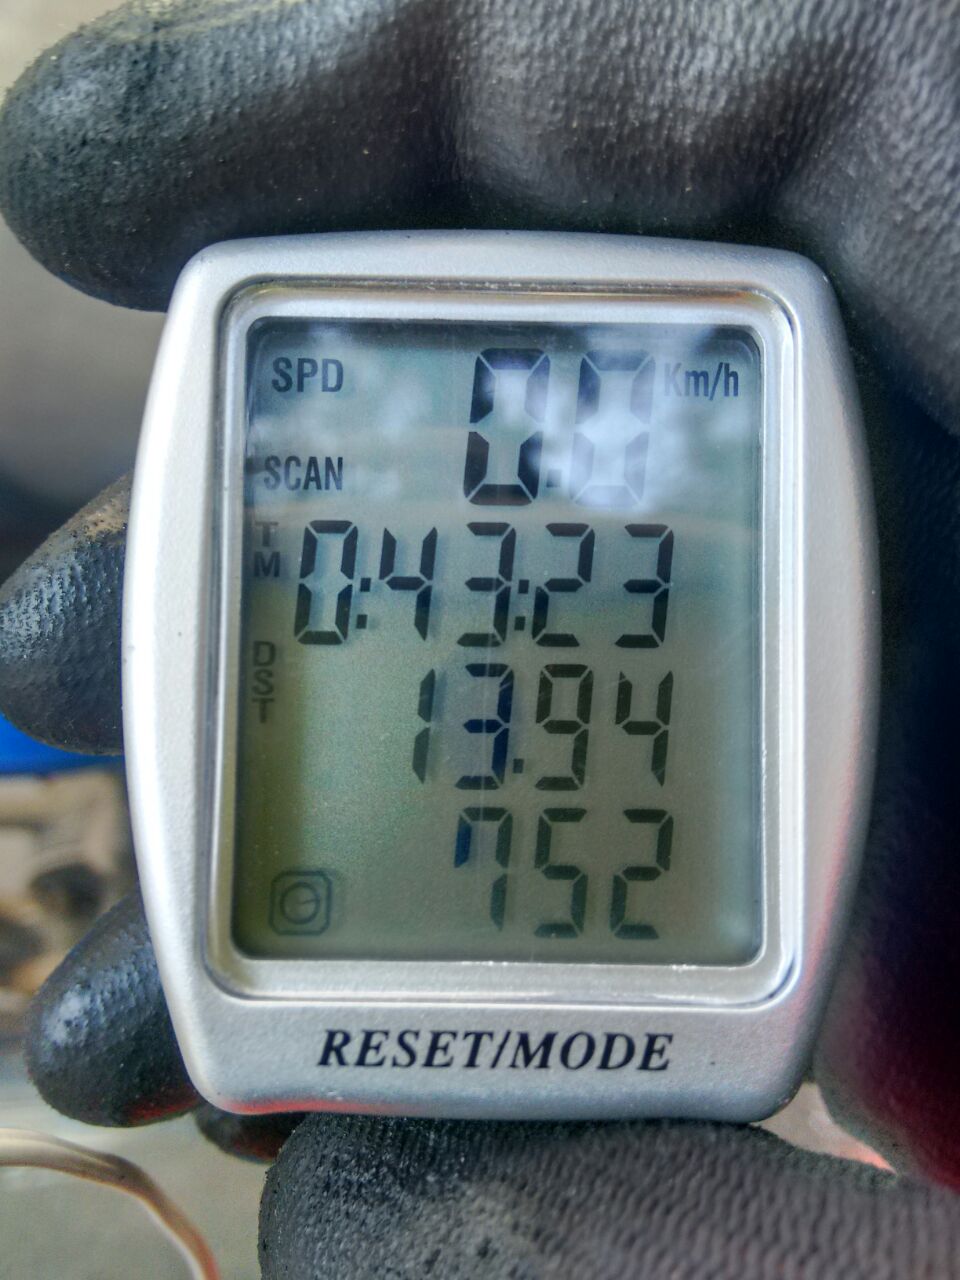 SPD 0.0 Km/h
SCAN
TM 0:43:23
DST 13.94
752
RESET/MODE